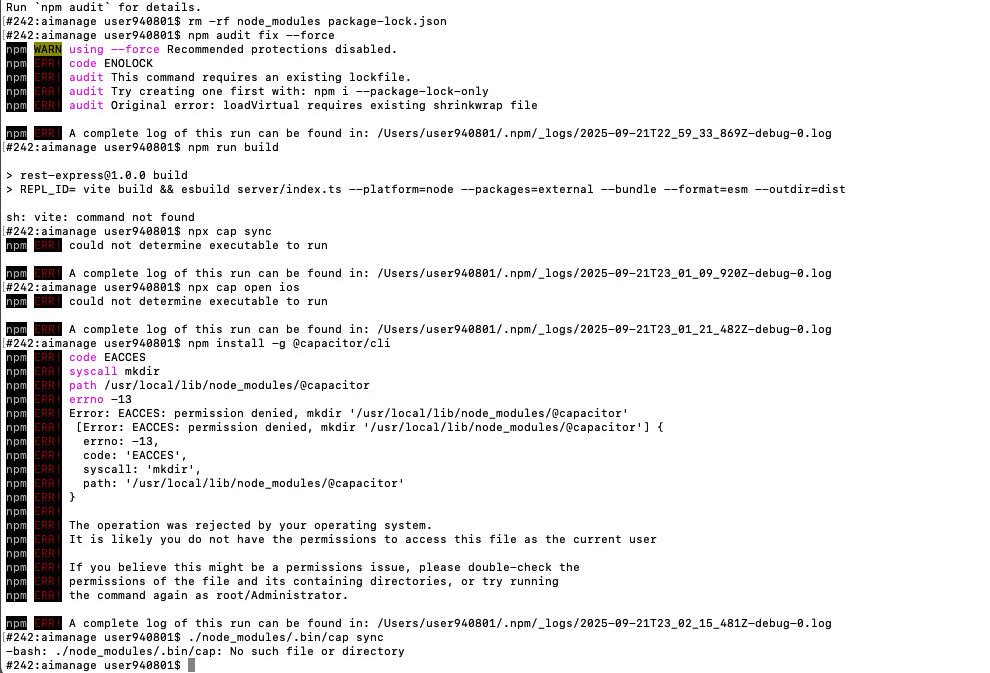 Run `npm audit` for details.
[#242:aimanage user940801$ rm -rf node_modules package-lock.json
[#242:aimanage user940801$ npm audit fix --force
npm WARN using --force Recommended protections disabled.
npm ERR! code ENOLOCK
npm ERR! audit This command requires an existing lockfile.
npm ERR! audit Try creating one first with: npm i --package-lock-only
npm ERR! audit Original error: loadVirtual requires existing shrinkwrap file
npm ERR! A complete log of this run can be found in: /Users/user940801/.npm/_logs/2025-09-21T22_59_33_869Z-debug-0.log
[#242:aimanage user940801$ npm run build
> rest-express@1.0.0 build
> REPL_ID= vite build && esbuild server/index.ts --platform=node --packages=external --bundle --format=esm --outdir=dist
sh: vite: command not found
[#242:aimanage user940801$ npx cap sync
npm ERR! could not determine executable to run
npm ERR! A complete log of this run can be found in: /Users/user940801/.npm/_logs/2025-09-21T23_01_09_920Z-debug-0.log
[#242:aimanage user940801$ npx cap open ios
npm ERR! could not determine executable to run
npm ERR! A complete log of this run can be found in: /Users/user940801/.npm/_logs/2025-09-21T23_01_21_482Z-debug-0.log
[#242:aimanage user940801$ npm install -g @capacitor/cli
npm ERR! code EACCES
npm ERR! syscall mkdir
npm ERR! path /usr/local/lib/node_modules/@capacitor
npm ERR! errno -13
npm ERR! Error: EACCES: permission denied, mkdir '/usr/local/lib/node_modules/@capacitor'
npm ERR!  [Error: EACCES: permission denied, mkdir '/usr/local/lib/node_modules/@capacitor'] {
npm ERR!   errno: -13,
npm ERR!   code: 'EACCES',
npm ERR!   syscall: 'mkdir',
npm ERR!   path: '/usr/local/lib/node_modules/@capacitor'
npm ERR! }
npm ERR!
npm ERR! The operation was rejected by your operating system.
npm ERR! It is likely you do not have the permissions to access this file as the current user
npm ERR!
npm ERR! If you believe this might be a permissions issue, please double-check the
npm ERR! permissions of the file and its containing directories, or try running
npm ERR! the command again as root/Administrator.
npm ERR! A complete log of this run can be found in: /Users/user940801/.npm/_logs/2025-09-21T23_02_15_481Z-debug-0.log
[#242:aimanage user940801$ ./node_modules/.bin/cap sync
-bash: ./node_modules/.bin/cap: No such file or directory
#242:aimanage user940801$